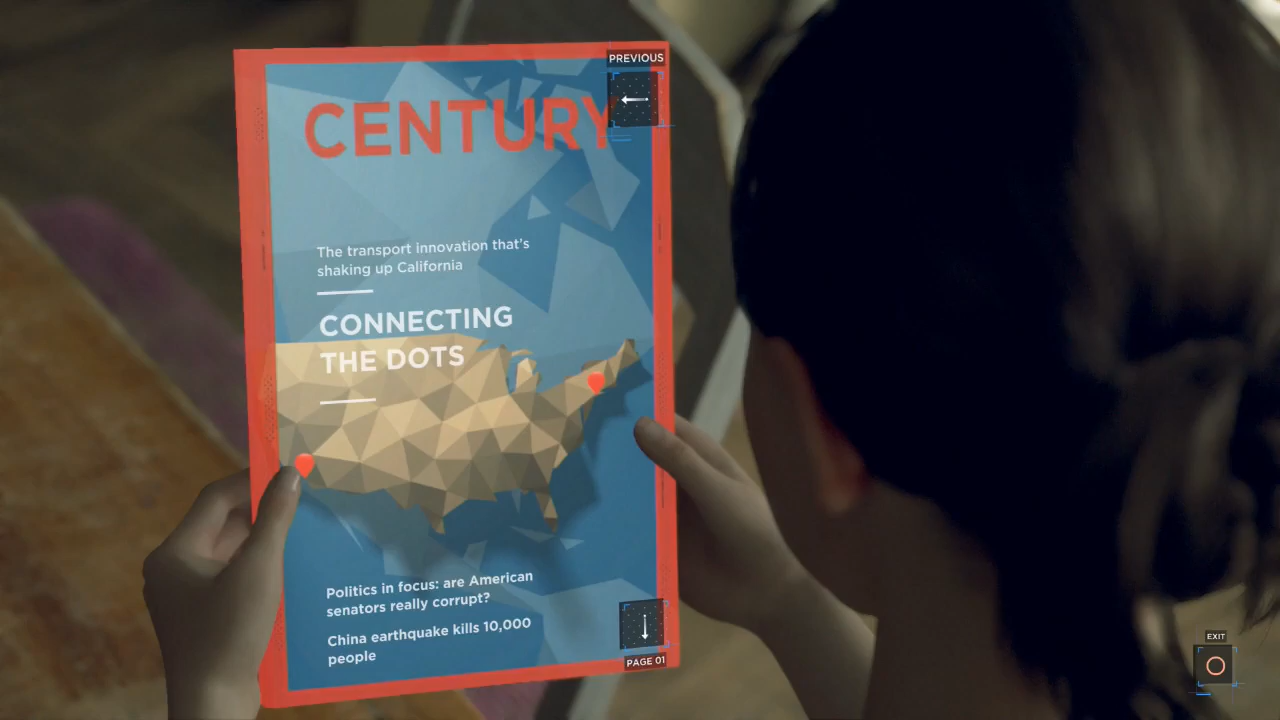 PREVIOUS
CENTURY
The transport innovation that's
shaking up California
CONNECTING
THE DOTS
Politics in focus: are American
senators really corrupt?
China earthquake kills 10,000
people
PAGE 01
EXIT